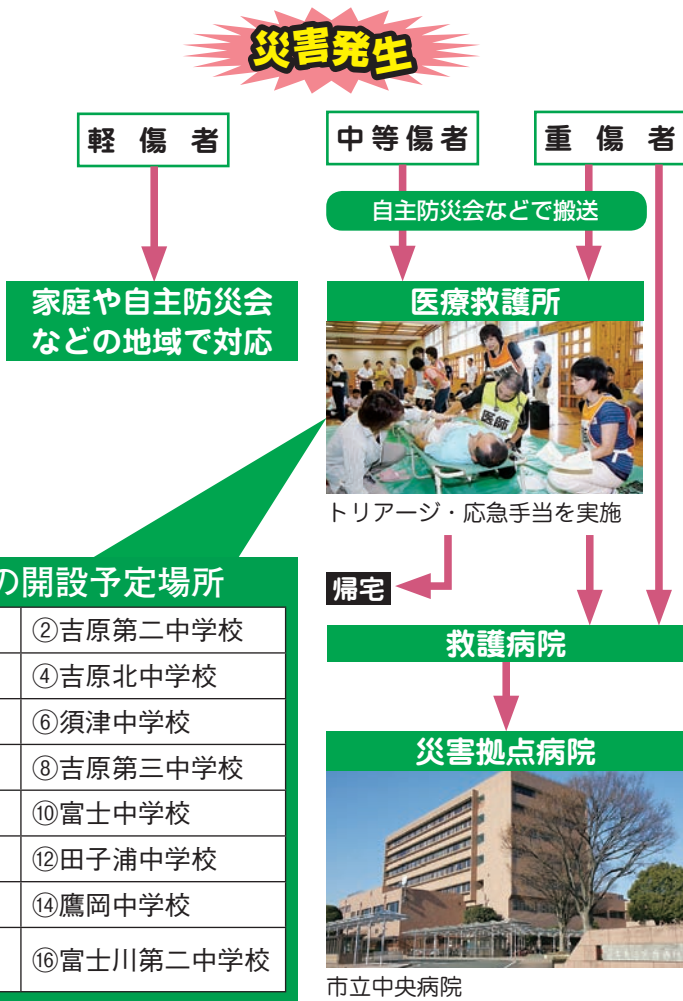 災害発生
軽傷者
中等傷者
重傷者
自主防災会などで搬送
家庭や自主防災会
などの地域で対応
医療救護所
医師
トリアージ・応急手当を実施
帰宅
救護病院
災害拠点病院
市立中央病院
の開設予定場所
②吉原第二中学校
④吉原北中学校
⑥須津中学校
⑧吉原第三中学校
⑩富士中学校
⑫田子浦中学校
⑭鷹岡中学校
⑯富士川第二中学校